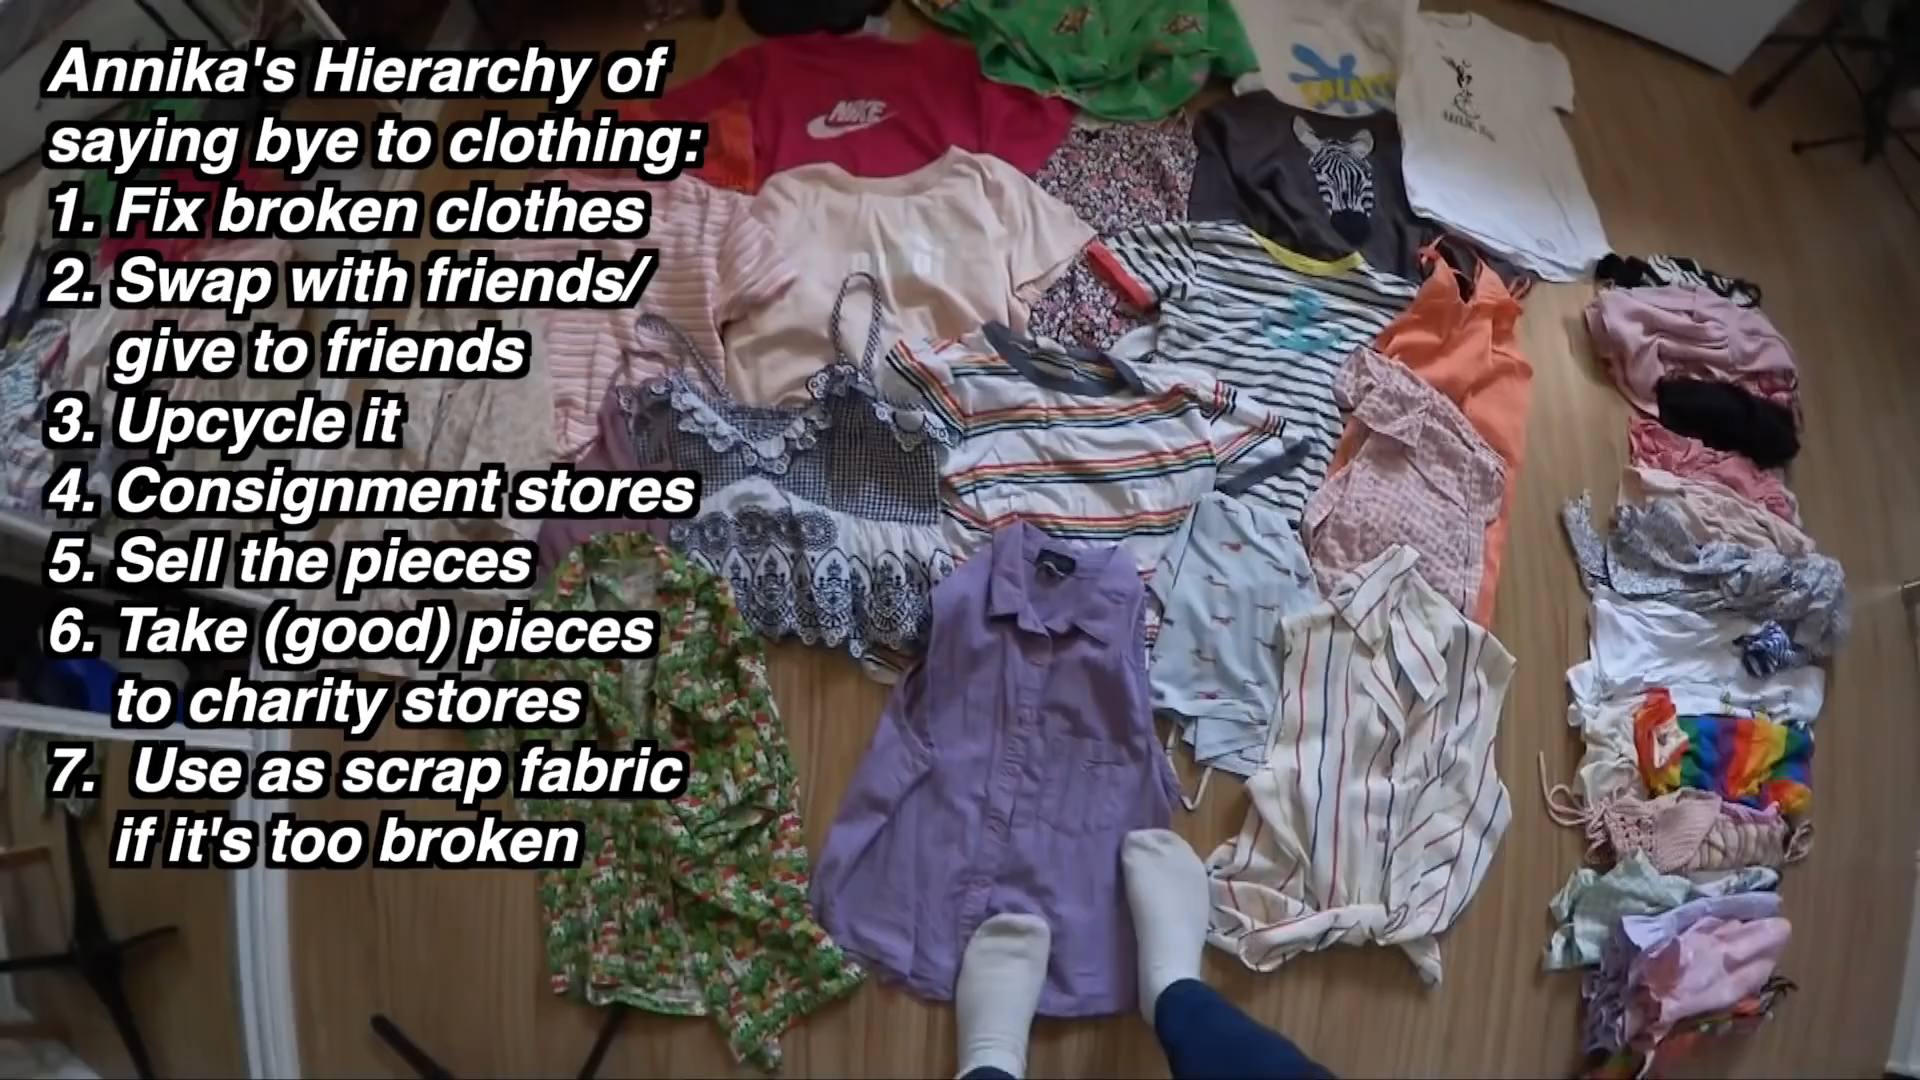 Annika's Hierarchy of
saying bye to clothing:
1. Fix broken clothes
2. Swap with friends/
give to friends
3. Upcycle it
4. Consignment stores
5. Sell the pieces
6. Take (good) pieces
to charity stores
7. Use as scrap fabric
if it's too broken
NIKE